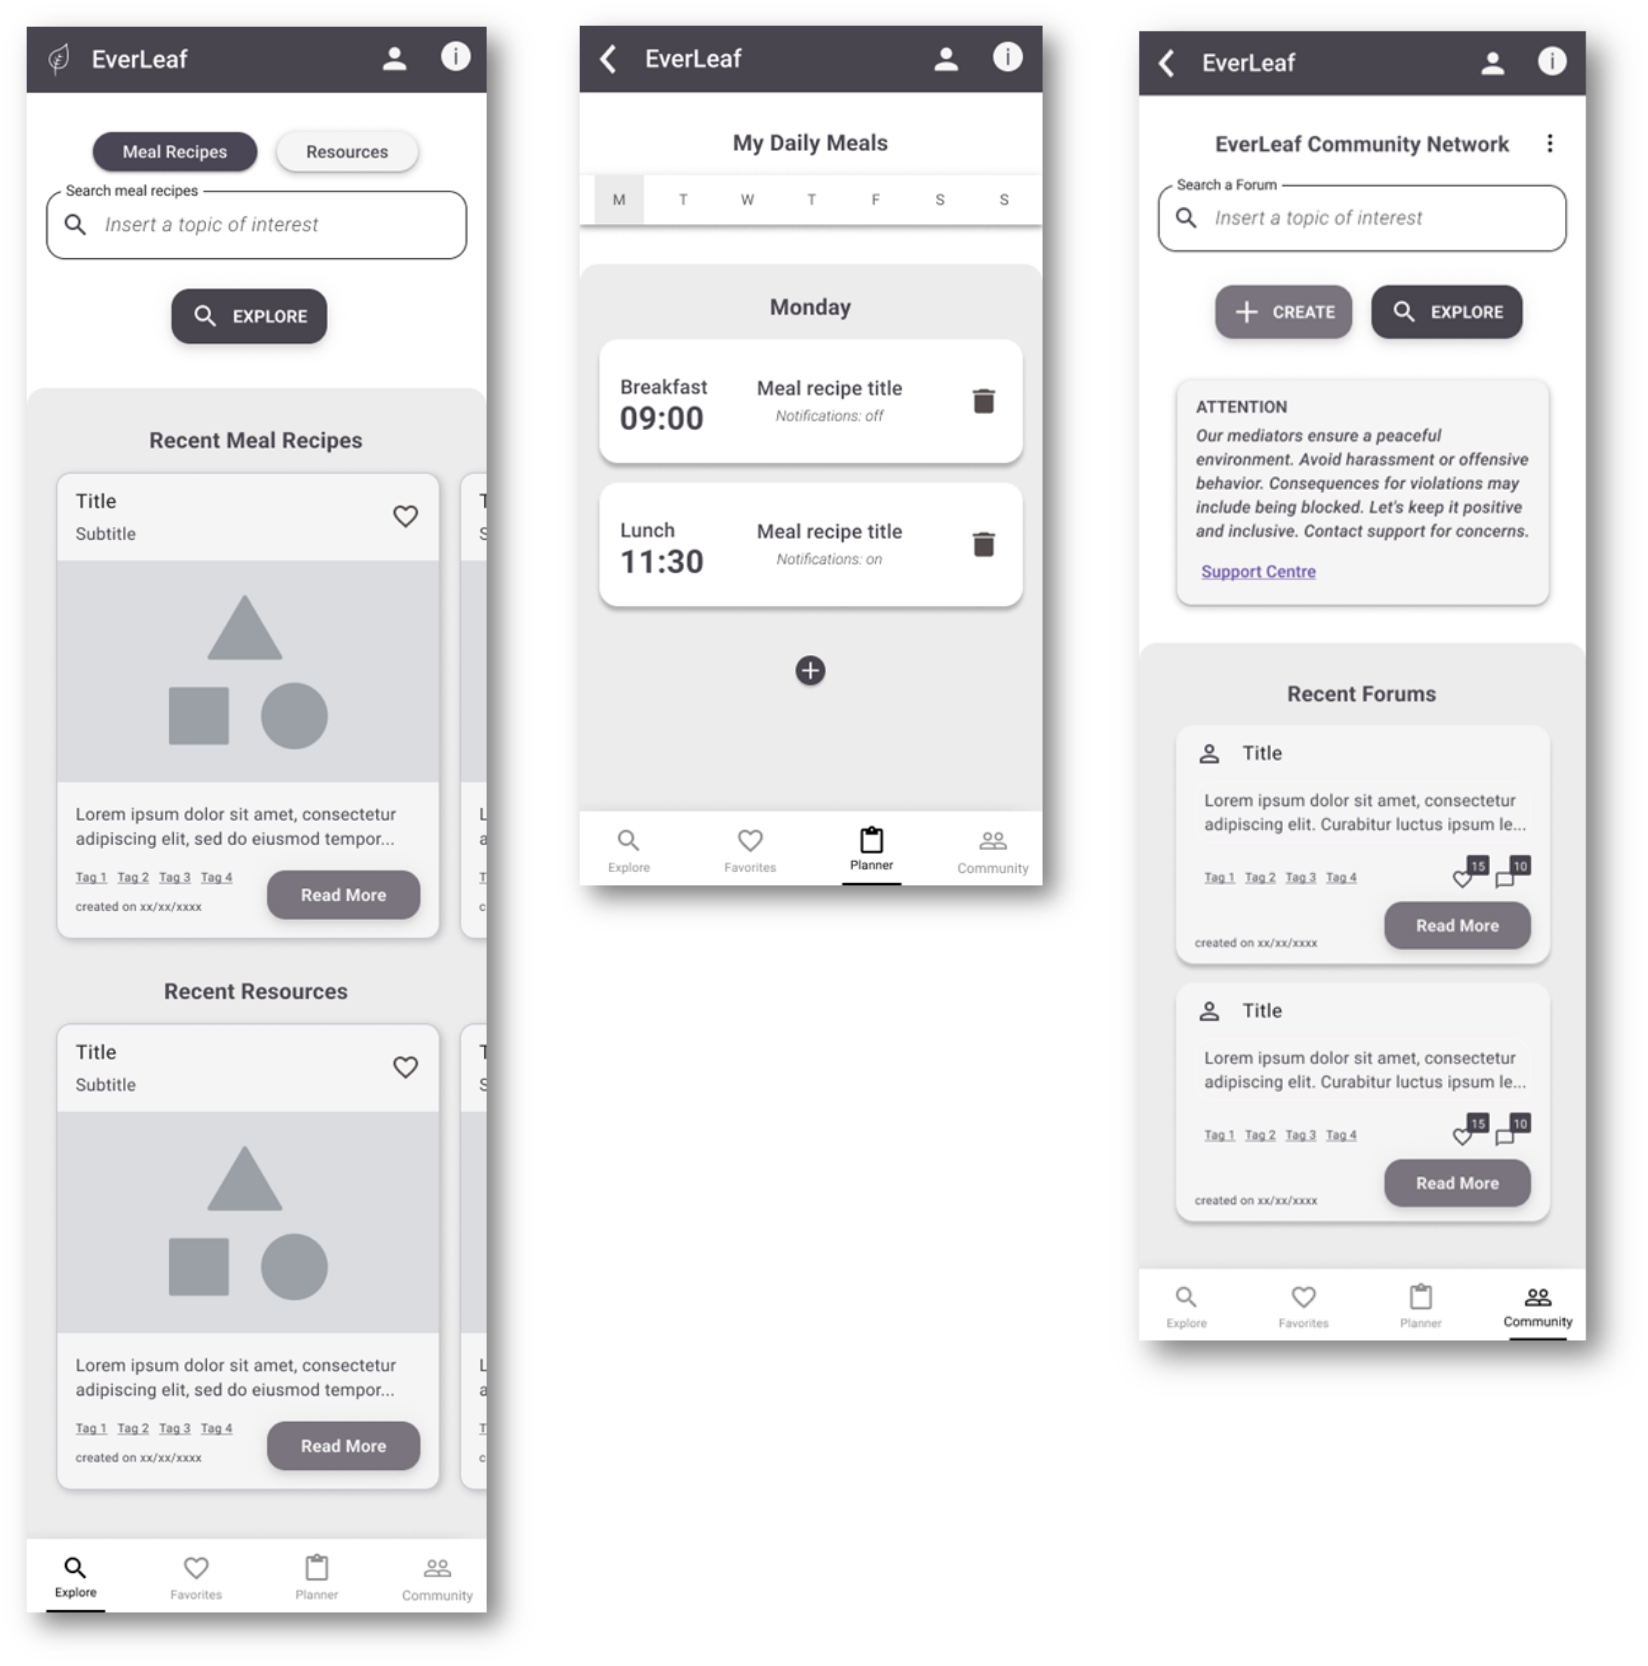 EverLeaf
Meal Recipes
Resources
Search meal recipes
Insert a topic of interest
EXPLORE
Recent Meal Recipes
Title
Subtitle
Lorem ipsum dolor sit amet, consectetur
adipiscing elit, sed do eiusmod tempor...
Tag 1 Tag 2 Tag 3 Tag 4
created on xx/xx/xxxx
Read More
Recent Resources
Title
Subtitle
Lorem ipsum dolor sit amet, consectetur
adipiscing elit, sed do eiusmod tempor...
Tag 1 Tag 2 Tag 3 Tag 4
created on xx/xx/xxxx
Read More
Explore
Favorites
Planner
Community
EverLeaf
My Daily Meals
M T W T F S S
Monday
Breakfast
09:00
Meal recipe title
Notifications: off
Lunch
11:30
Meal recipe title
Notifications: on
Explore
Favorites
Planner
Community
EverLeaf
EverLeaf Community Network
Search a Forum
Insert a topic of interest
CREATE
EXPLORE
ATTENTION
Our mediators ensure a peaceful
environment. Avoid harassment or offensive
behavior. Consequences for violations may
include being blocked. Let's keep it positive
and inclusive. Contact support for concerns.
Support Centre
Recent Forums
Title
Lorem ipsum dolor sit amet, consectetur
adipiscing elit. Curabitur luctus ipsum le...
Tag 1 Tag 2 Tag 3 Tag 4
15
10
Read More
created on xx/xx/xxxx
Title
Lorem ipsum dolor sit amet, consectetur
adipiscing elit. Curabitur luctus ipsum le...
Tag 1 Tag 2 Tag 3 Tag 4
15
10
Read More
created on xx/xx/xxxx
Explore
Favorites
Planner
Community